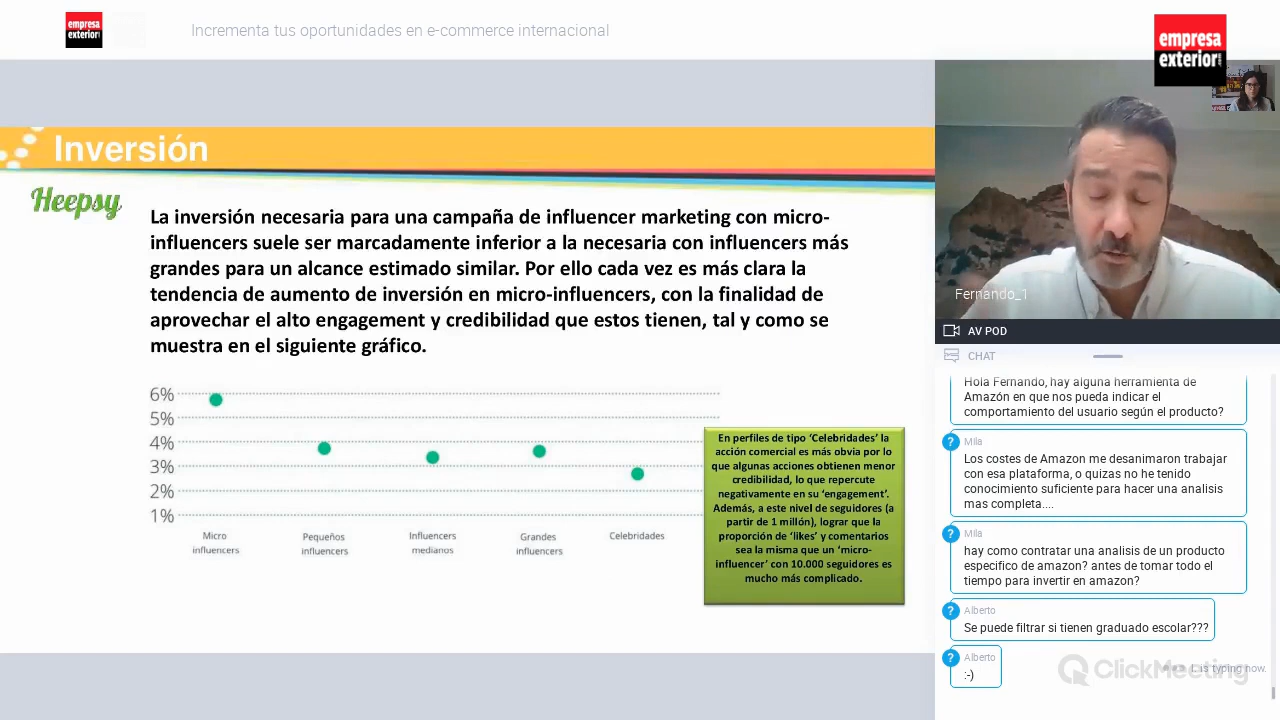 empresa
exterior
Incrementa tus oportunidades en e-commerce internacional
empresa
exterior
Inversión
Heepsy
La inversión necesaria para una campaña de influencer marketing con micro-
influencers suele ser marcadamente inferior a la necesaria con influencers más
grandes para un alcance estimado similar. Por ello cada vez es más clara la
tendencia de aumento de inversión en micro-influencers, con la finalidad de
aprovechar el alto engagement y credibilidad que estos tienen, tal y como se
muestra en el siguiente gráfico.
6%
5%
4%
3%
2%
1%
Micro
influencers
Pequeños
influencers
Influencers
medianos
Grandes
influencers
Celebridades
En perfiles de tipo ‘Celebridades’ la
acción comercial es más obvia por lo
que algunas acciones obtienen menor
credibilidad, lo que repercute
negativamente en su ‘engagement’.
Además, a este nivel de seguidores (a
partir de 1 millón), lograr que la
proporción de ‘likes’ y comentarios
sea la misma que un ‘micro-
influencer’ con 10.000 seguidores es
mucho más complicado.
Fernando_1
AV POD
CHAT
Hola Fernando, hay alguna herramienta de
Amazón en que nos pueda indicar el
comportamiento del usuario según el producto?
?
Mila
Los costes de Amazon me desanimaron trabajar
con esa plataforma, o quizas no he tenido
conocimiento suficiente para hacer una analisis
mas completa....
?
Mila
hay como contratar una analisis de un producto
especifico de amazon? antes de tomar todo el
tiempo para invertir en amazon?
?
Alberto
Se puede filtrar si tienen graduado escolar???
?
Alberto
:-)
ClickMeeting
L is typing now.